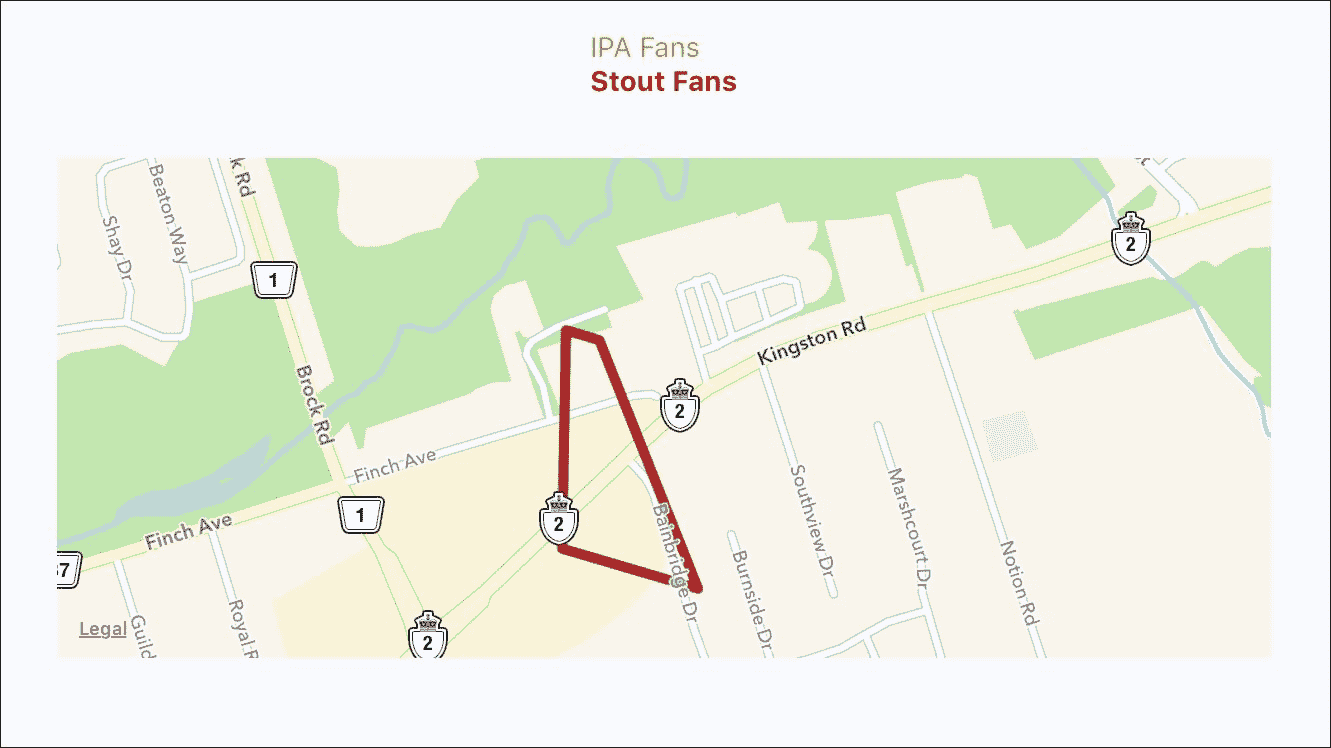 IPA Fans
Stout Fans
k Rd
Beaton Way
Shay Dr
1
2
Kingston Rd
Brock Rd
2
Finch Ave
Southview Dr
Marshcourt Dr
1
2
Bainbridge Dr
Finch Ave
Notion Rd
Burnside Dr
57
Royal R
Guild
Legal
2